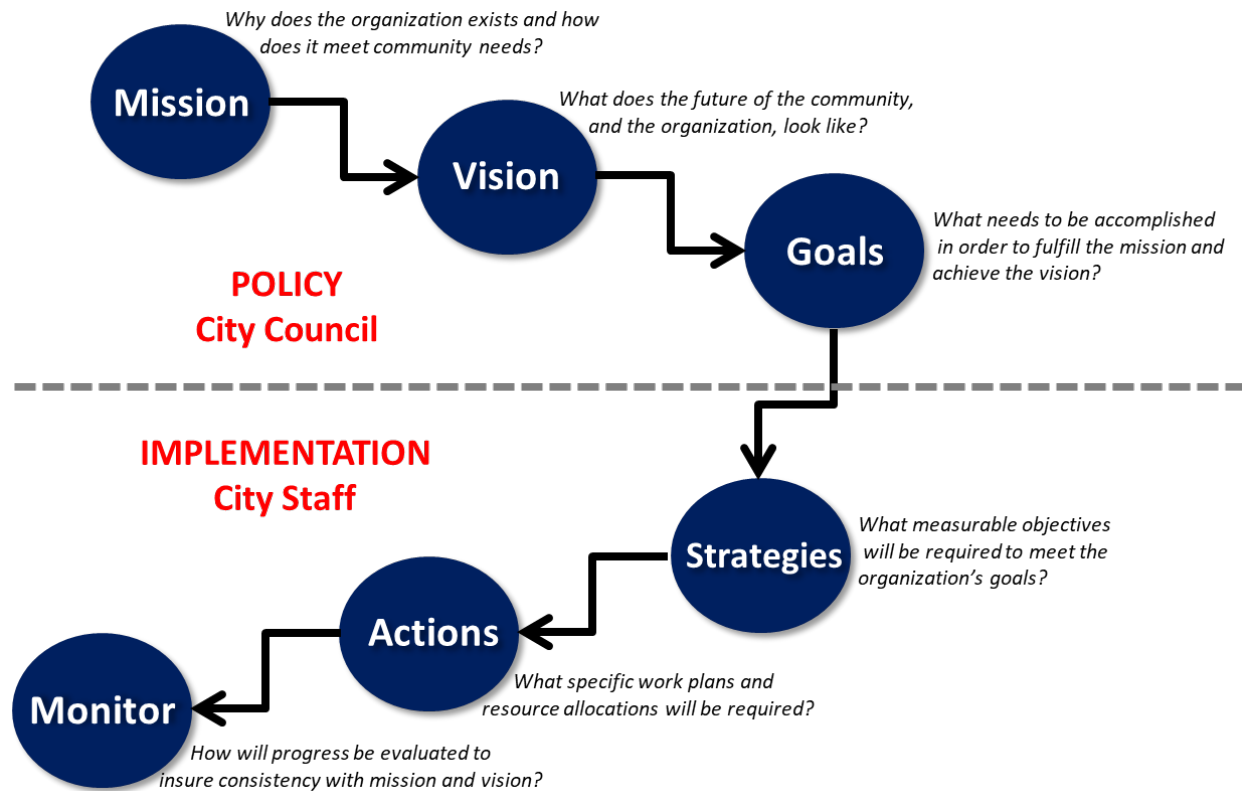 Why does the organization exists and how
does it meet community needs?
Mission
What does the future of the community,
and the organization, look like?
Vision
What needs to be accomplished
in order to fulfill the mission and
achieve the vision?
Goals
POLICY
City Council
IMPLEMENTATION
City Staff
What measurable objectives
will be required to meet the
organization’s goals?
Strategies
Actions
What specific work plans and
resource allocations will be required?
Monitor
How will progress be evaluated to
insure consistency with mission and vision?